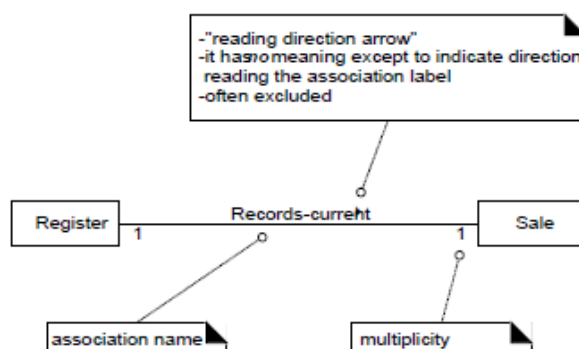 -"reading direction arrow"
-it has no meaning except to indicate direction
reading the association label
-often excluded
Records-current
Register
Sale
1
1
association name
multiplicity